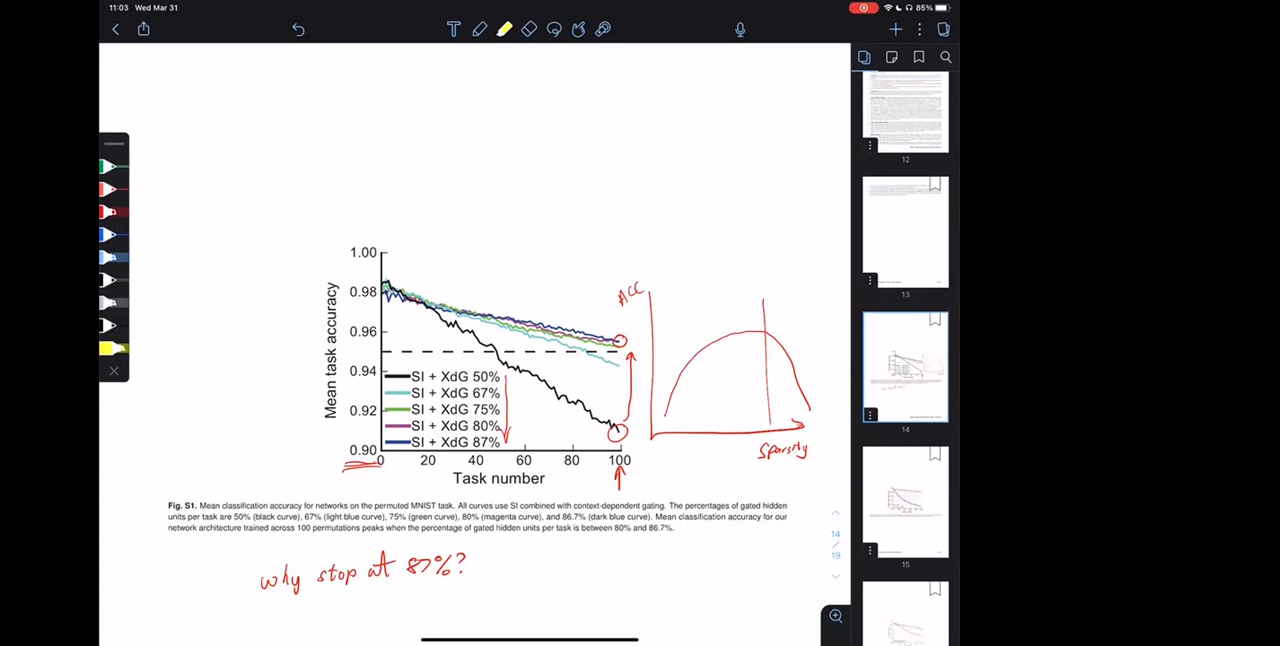 11:03 Wed Mar 31
85%
T
12
13
14
15
14
/
19
1.00
0.98
0.96
0.94
0.92
0.90
Mean task accuracy
SI + XdG 50%
SI + XdG 67%
SI + XdG 75%
SI + XdG 80%
SI + XdG 87%
0 20 40 60 80 100
Task number
ACC
Sparsity
Fig. S1. Mean classification accuracy for networks on the permuted MNIST task. All curves use SI combined with context-dependent gating. The percentages of gated hidden
units per task are 50% (black curve), 67% (light blue curve), 75% (green curve), 80% (magenta curve), and 86.7% (dark blue curve). Mean classification accuracy for our
network architecture trained across 100 permutations peaks when the percentage of gated hidden units per task is between 80% and 86.7%.
why stop at 87%?